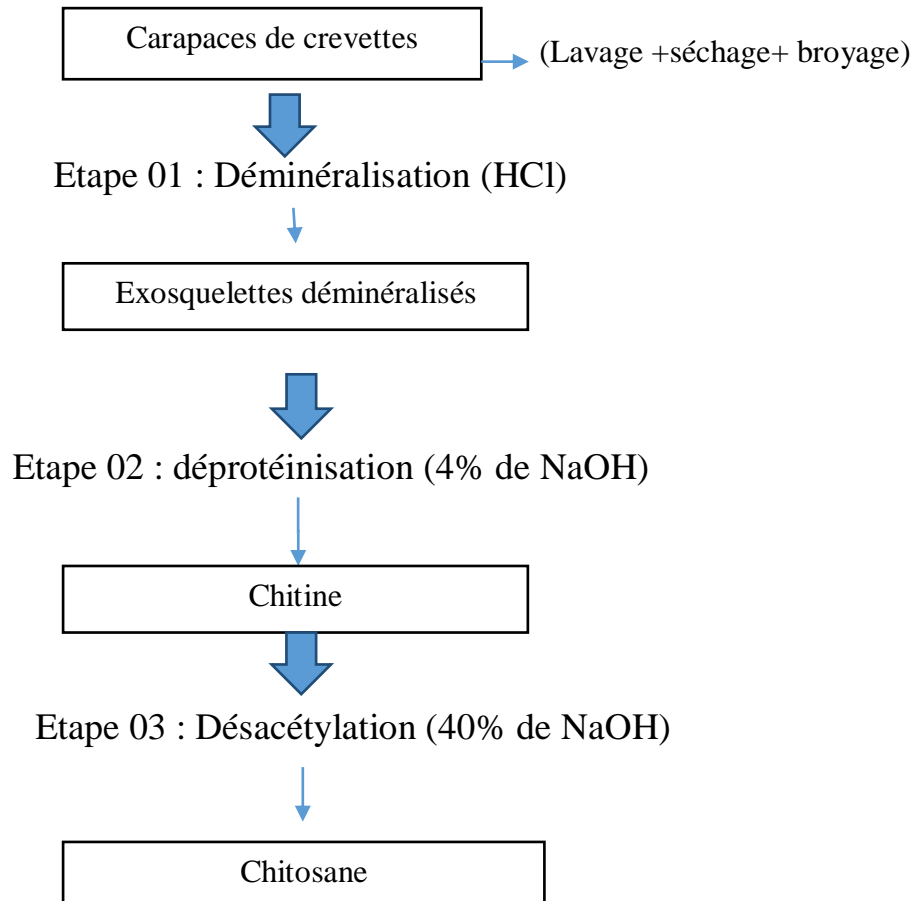 Carapaces de crevettes
(Lavage +séchage+ broyage)
Etape 01 : Déminéralisation (HCl)
Exosquelettes déminéralisés
Etape 02 : déprotéinisation (4% de NaOH)
Chitine
Etape 03 : Désacétylation (40% de NaOH)
Chitosane